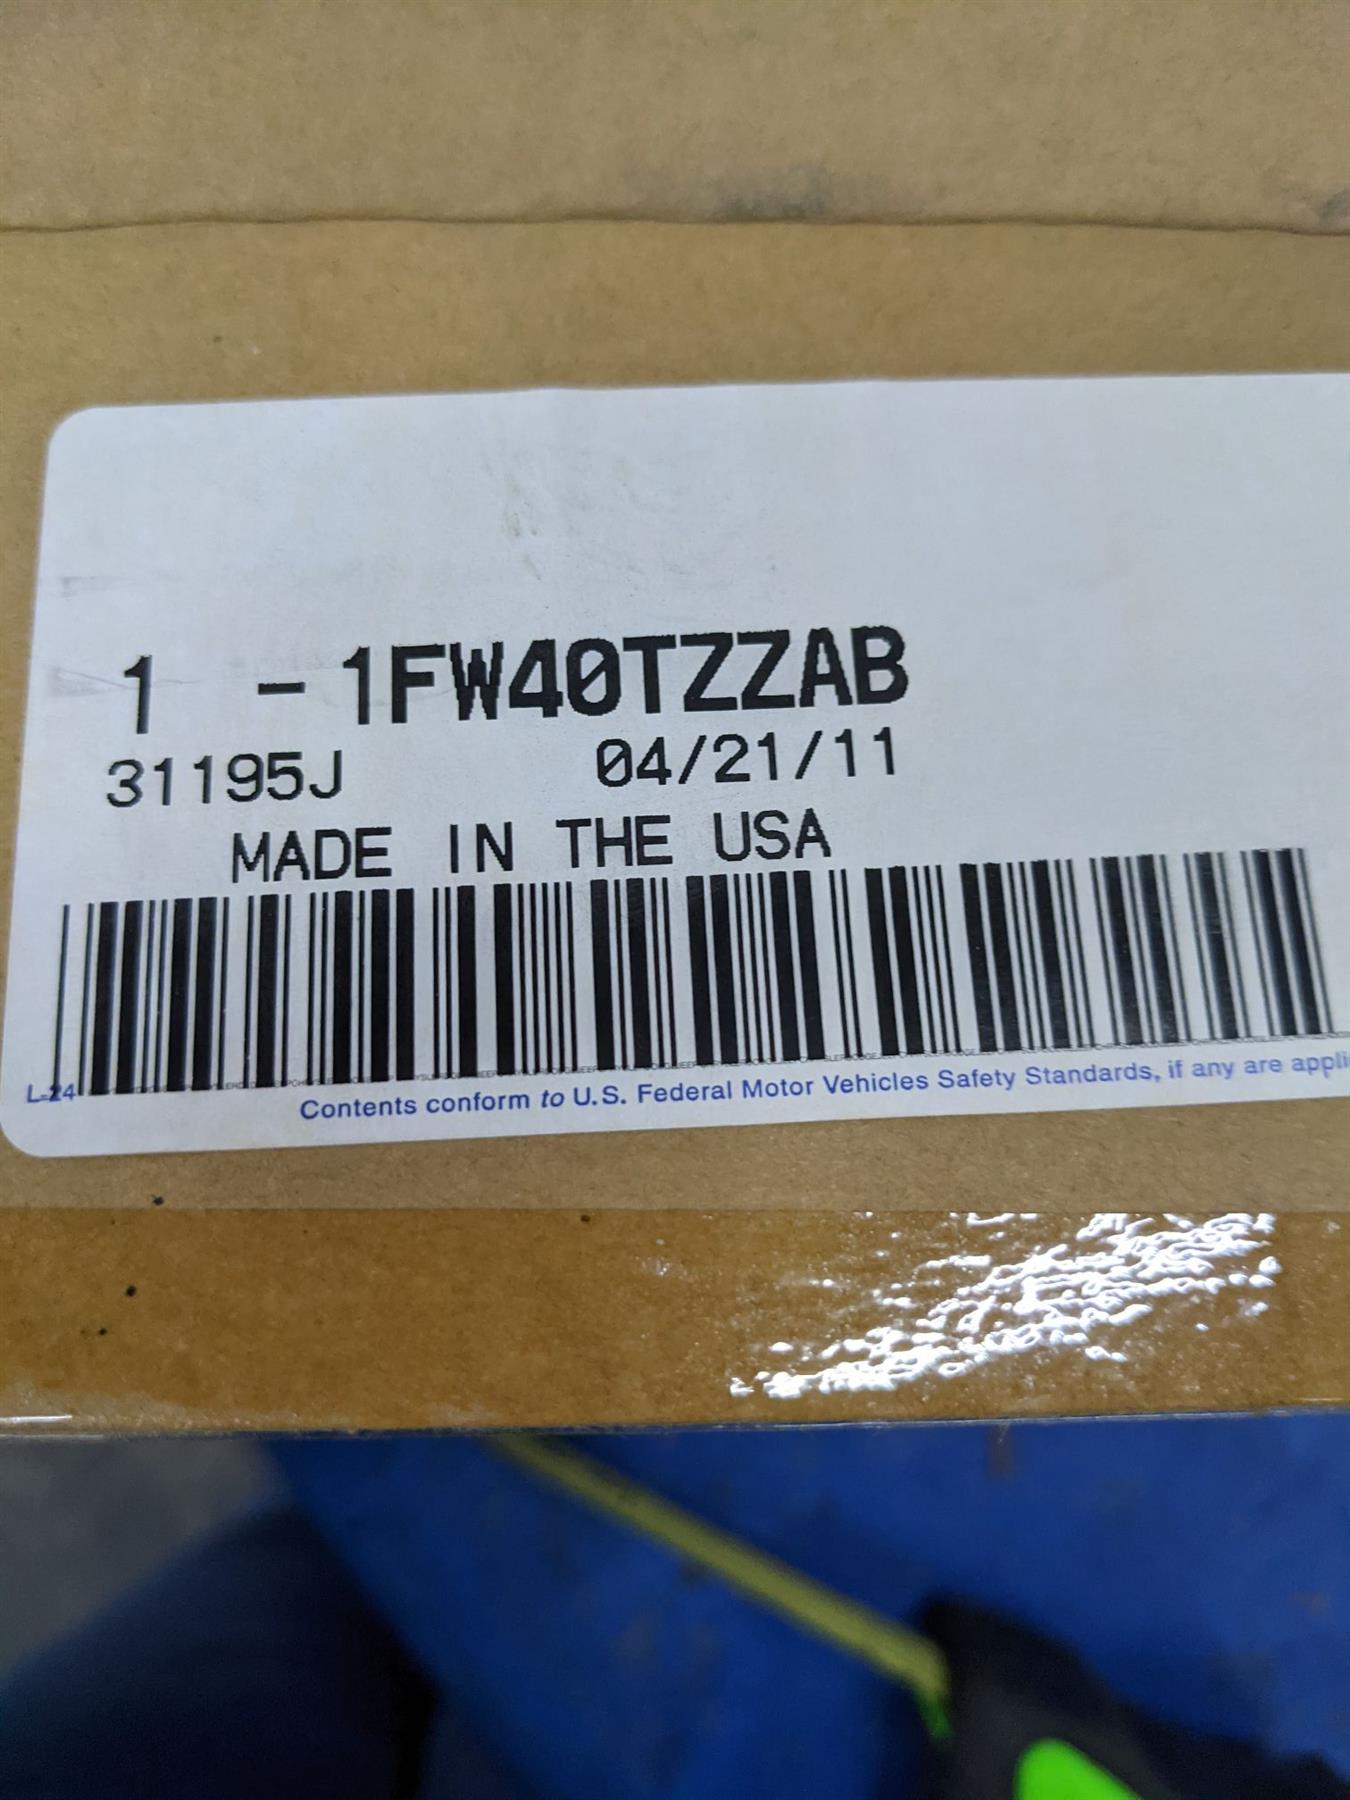 1 - 1FW40TZZAB
31195J 04/21/11
MADE IN THE USA
L-24
Contents conform to U.S. Federal Motor Vehicles Safety Standards, if any are appli